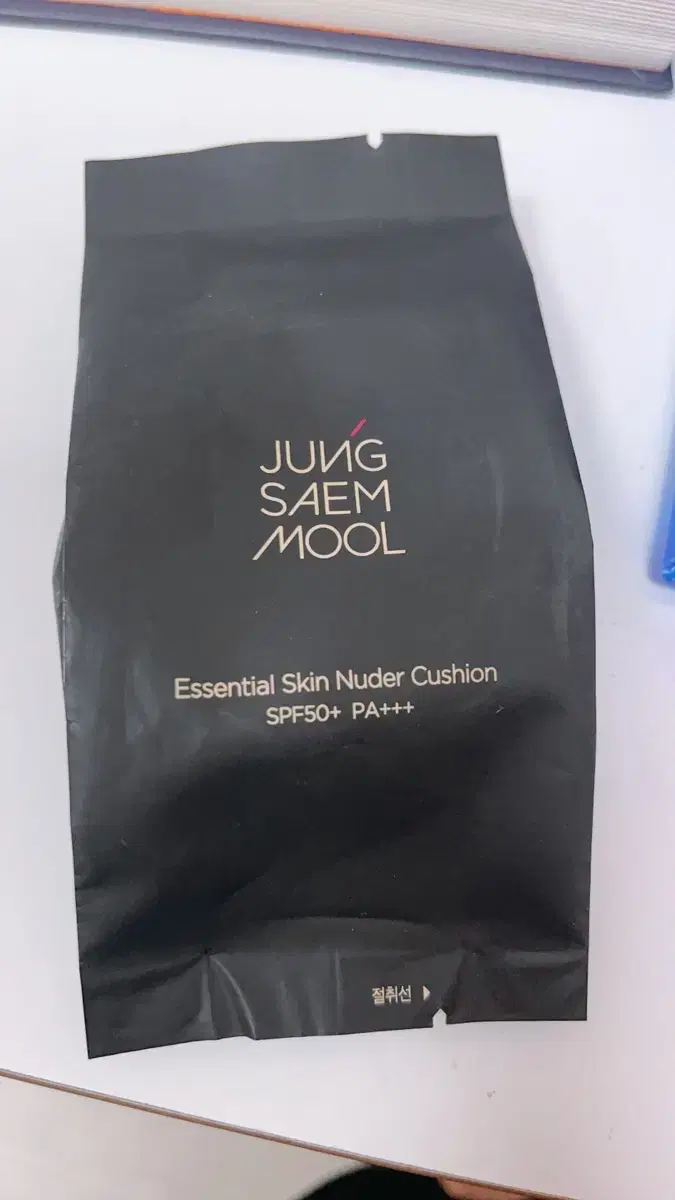 JUNG
SAEM
MOOL
Essential Skin Nuder Cushion
SPF50+ PA+++
절취선 ▶